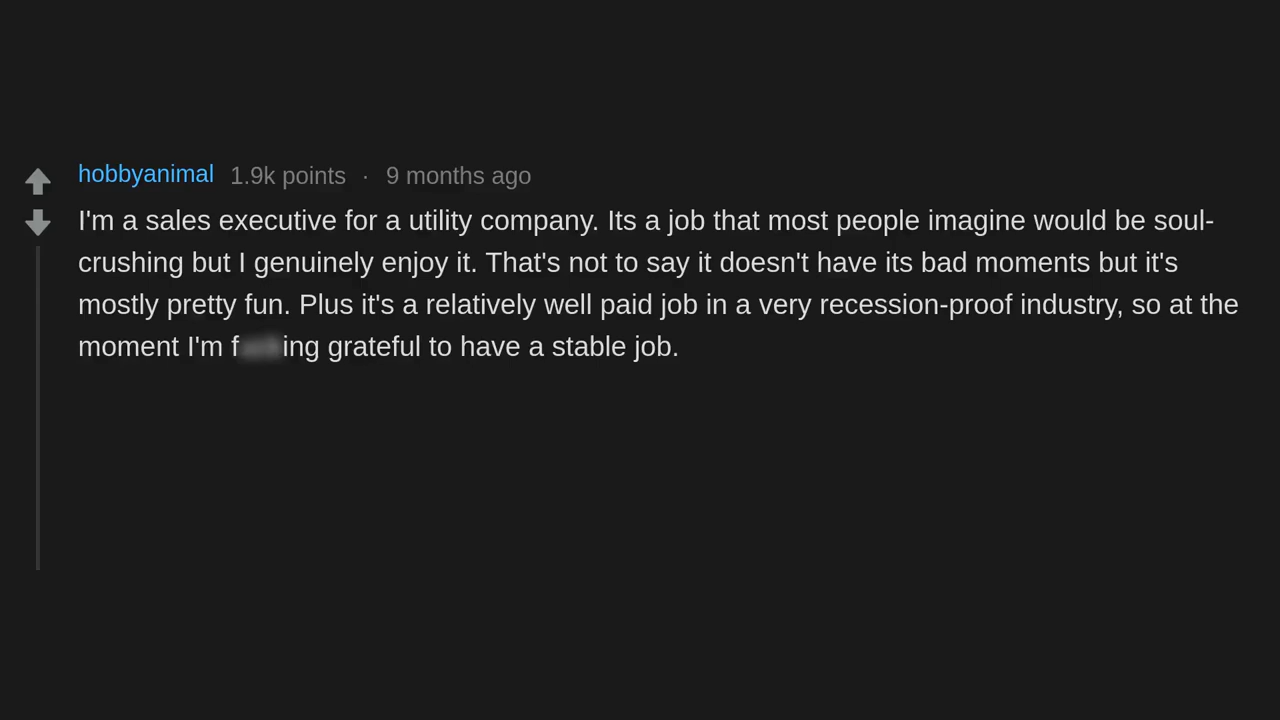 hobbyanimal 1.9k points · 9 months ago
I'm a sales executive for a utility company. Its a job that most people imagine would be soul-
crushing but I genuinely enjoy it. That's not to say it doesn't have its bad moments but it's
mostly pretty fun. Plus it's a relatively well paid job in a very recession-proof industry, so at the
moment I'm grateful to have a stable job.